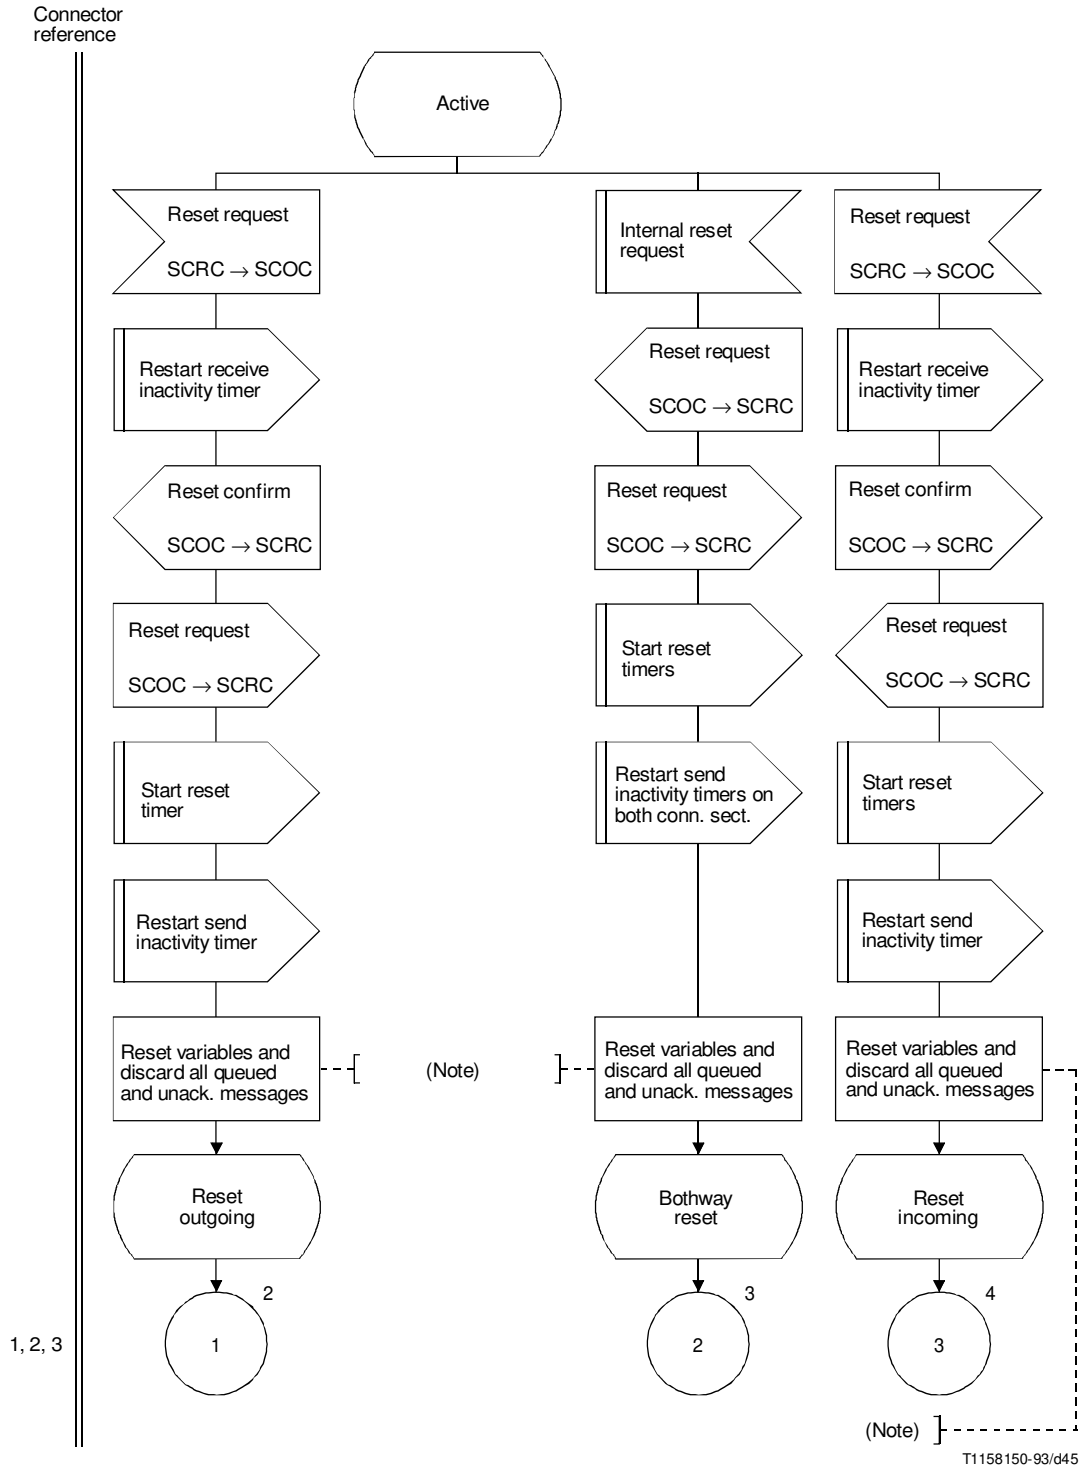 Connector
reference
Active
Reset request
SCRC → SCOC
Internal reset
request
Reset request
SCRC → SCOC
Restart receive
inactivity timer
Reset request
SCOC → SCRC
Restart receive
inactivity timer
Reset confirm
SCOC → SCRC
Reset request
SCOC → SCRC
Reset confirm
SCOC → SCRC
Reset request
SCOC → SCRC
Start reset
timers
Reset request
SCOC → SCRC
Start reset
timer
Restart send
inactivity timers on
both conn. sect.
Start reset
timers
Restart send
inactivity timer
Restart send
inactivity timer
Reset variables and
discard all queued
and unack. messages
(Note)
Reset variables and
discard all queued
and unack. messages
Reset variables and
discard all queued
and unack. messages
Reset
outgoing
Bothway
reset
Reset
incoming
2
3
4
1, 2, 3
1
2
3
(Note)
T1158150-93/d45